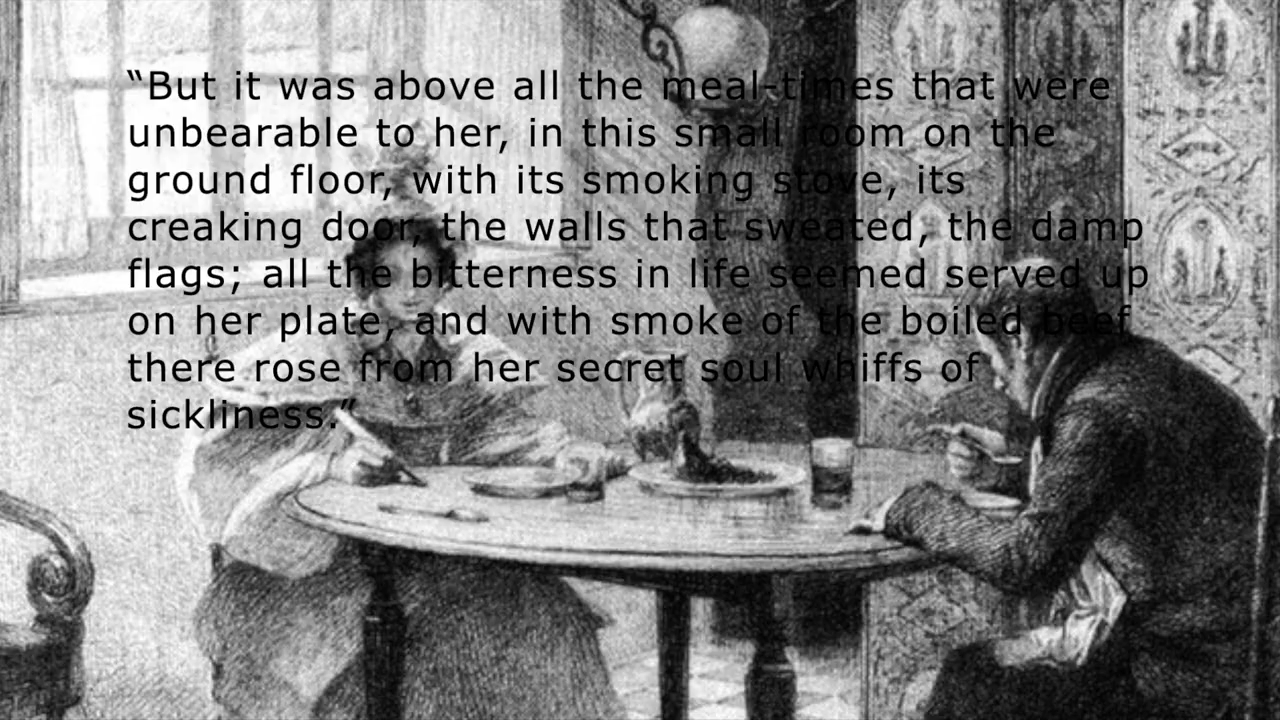 “But it was above all the meal-times that were
unbearable to her, in this small room on the
ground floor, with its smoking stove, its
creaking door, the walls that sweated, the damp
flags; all the bitterness in life seemed served up
on her plate, and with smoke of the boiled beef
there rose from her secret soul whiffs of
sickliness.”